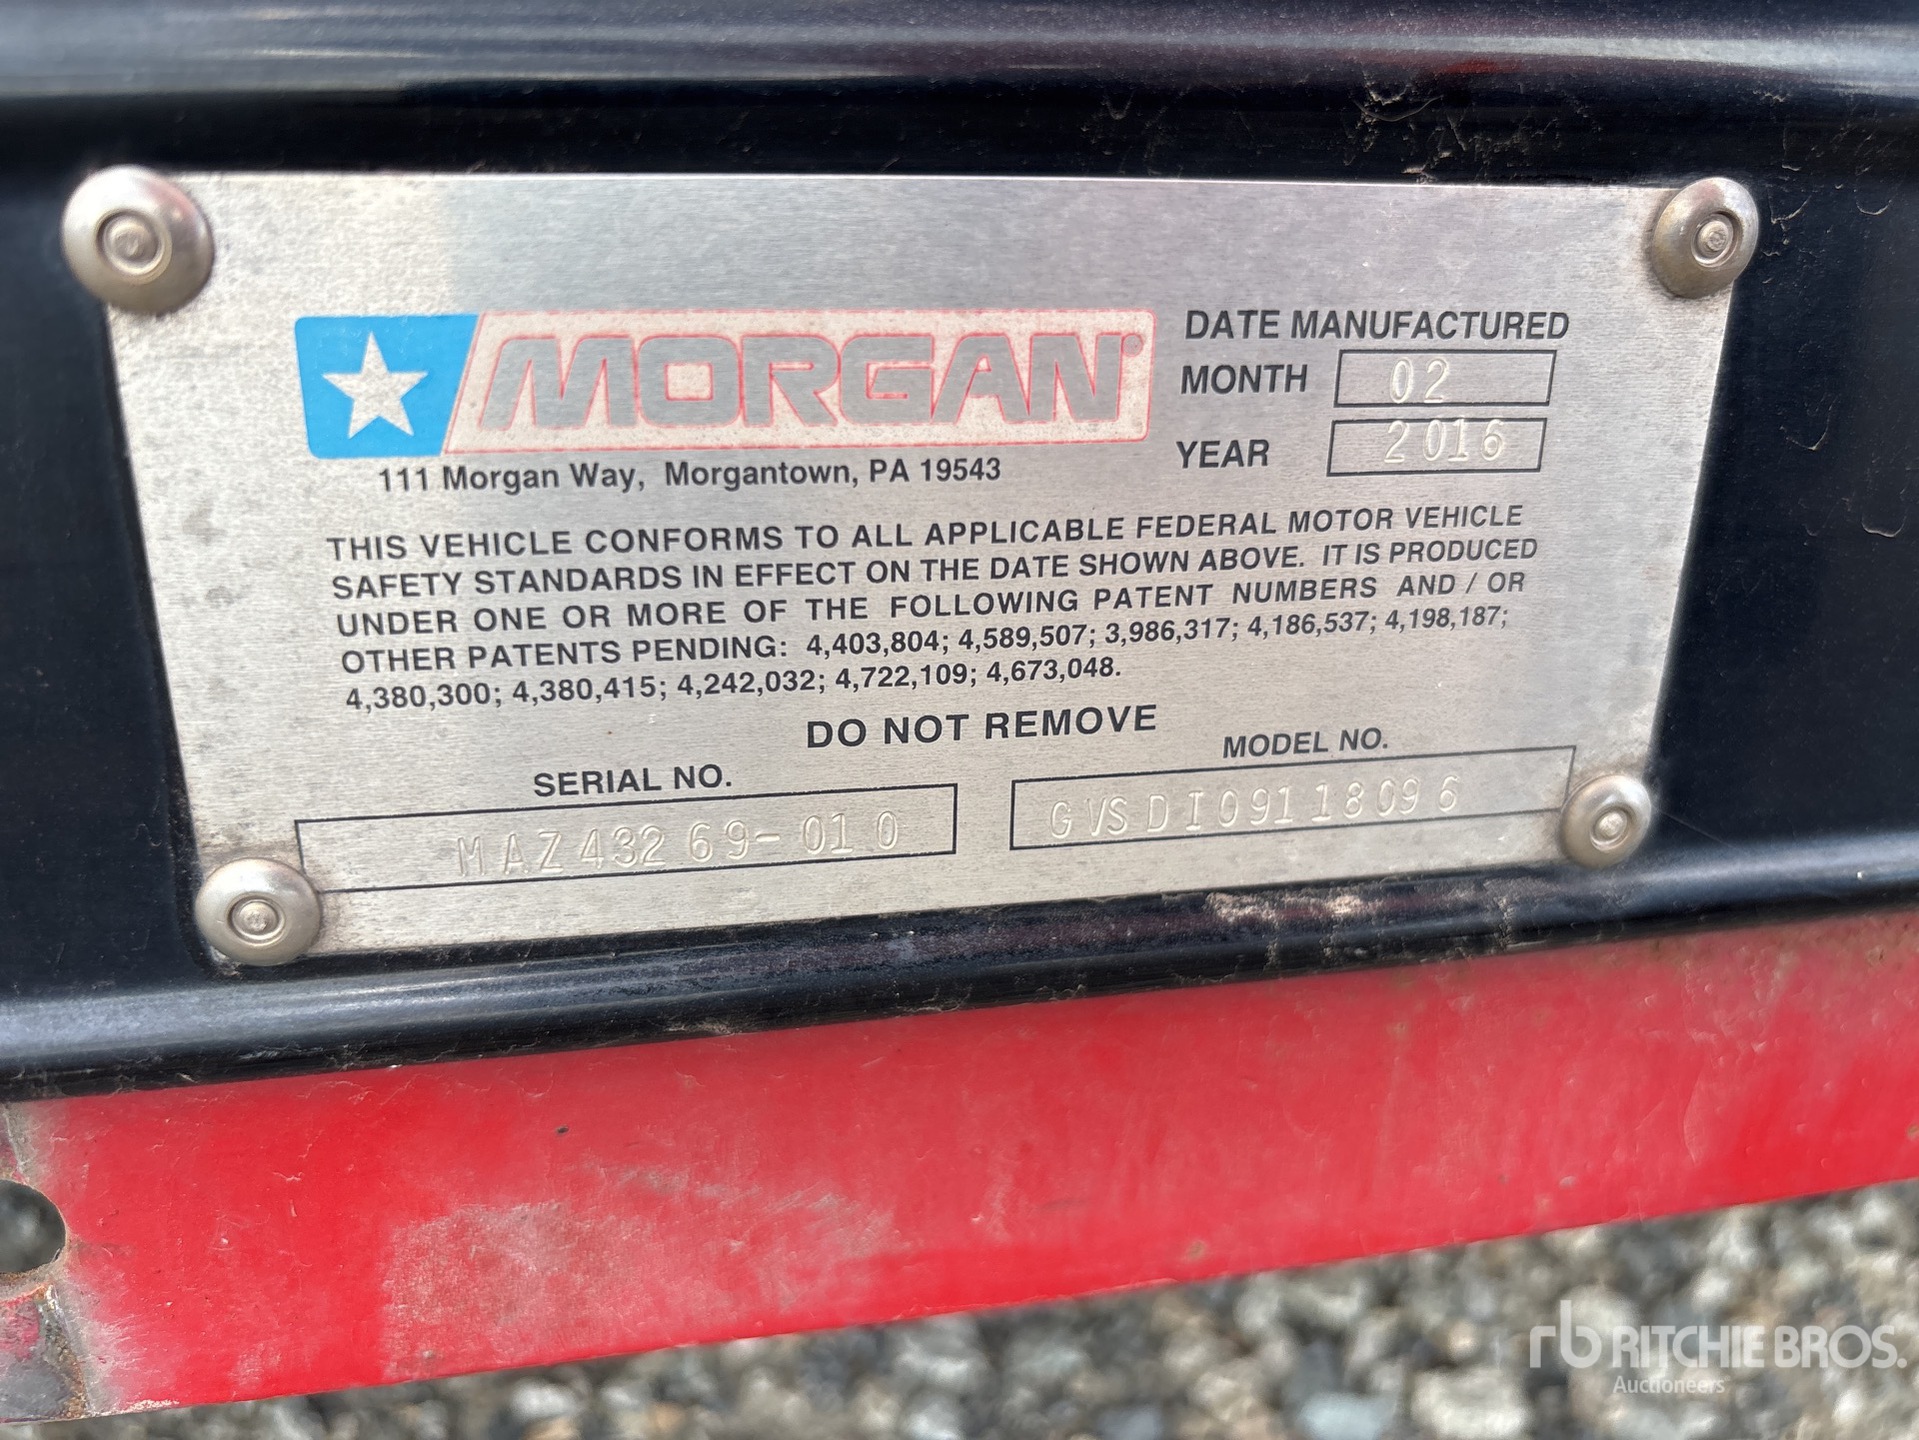 MORGAN®
111 Morgan Way, Morgantown, PA 19543
DATE MANUFACTURED
MONTH 02
YEAR 2016
THIS VEHICLE CONFORMS TO ALL APPLICABLE FEDERAL MOTOR VEHICLE
SAFETY STANDARDS IN EFFECT ON THE DATE SHOWN ABOVE. IT IS PRODUCED
UNDER ONE OR MORE OF THE FOLLOWING PATENT NUMBERS AND / OR
OTHER PATENTS PENDING: 4,403,804; 4,589,507; 3,986,317; 4,186,537; 4,198,187;
4,380,300; 4,380,415; 4,242,032; 4,722,109; 4,673,048.
DO NOT REMOVE
SERIAL NO.
MAZ43269-010
MODEL NO.
GVSDI09118096
rb RITCHIE BROS.
Auctioneers